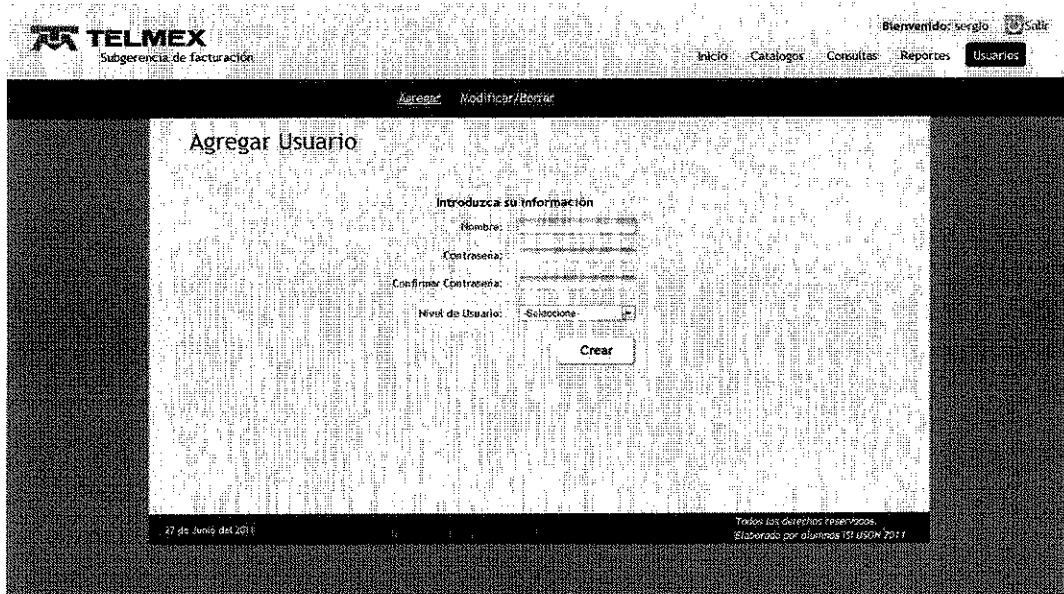 Bienvenido: sergio Salir
TELMEX
Subgerencia de facturación
Inicio Catalogos Consultas Reportes Usuarios
Agregar Modificar/Borrar
Agregar Usuario
Introduzca su información
Nombre:
Contraseña:
Confirmar Contraseña:
Nivel de Usuario: -Seleccione-
Crear
27 de Junio del 2011
Todos los derechos reservados.
Elaborado por alumnos ISI USON 2011